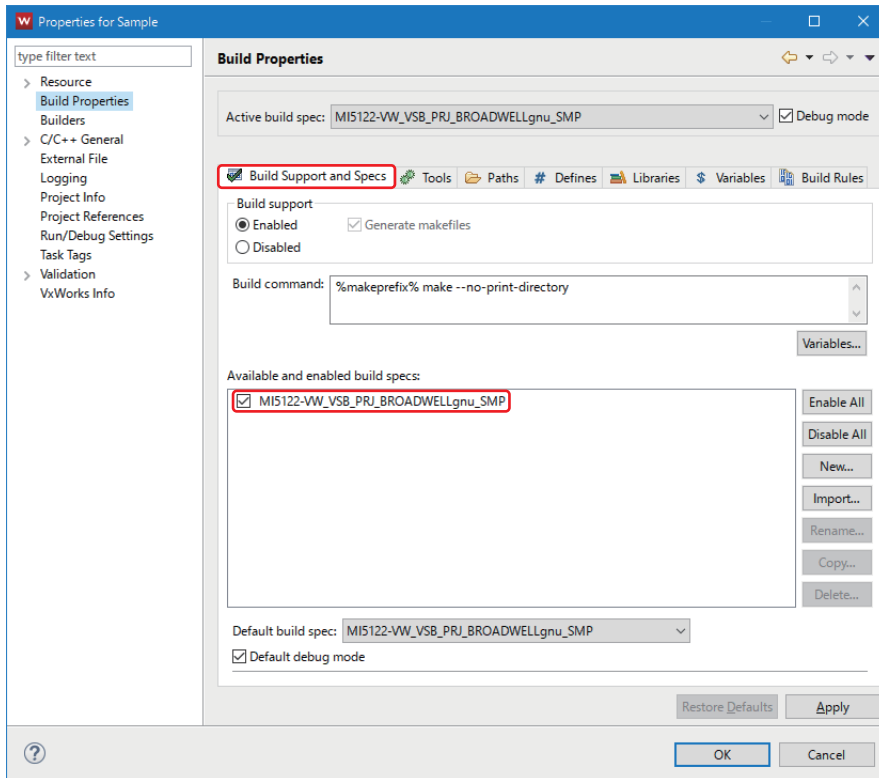 W Properties for Sample
type filter text
Resource
Build Properties
Builders
C/C++ General
External File
Logging
Project Info
Project References
Run/Debug Settings
Task Tags
Validation
VxWorks Info
Build Properties
Active build spec: MI5122-VW_VSB_PRJ_BROADWELLgnu_SMP Debug mode
Build Support and Specs Tools Paths # Defines Libraries $ Variables Build Rules
Build support
Enabled Generate makefiles
Disabled
Build command: %makeprefix% make --no-print-directory
Variables...
Available and enabled build specs:
MI5122-VW_VSB_PRJ_BROADWELLgnu_SMP
Enable All
Disable All
New...
Import...
Rename...
Copy...
Delete...
Default build spec: MI5122-VW_VSB_PRJ_BROADWELLgnu_SMP
Default debug mode
Restore Defaults Apply
? OK Cancel